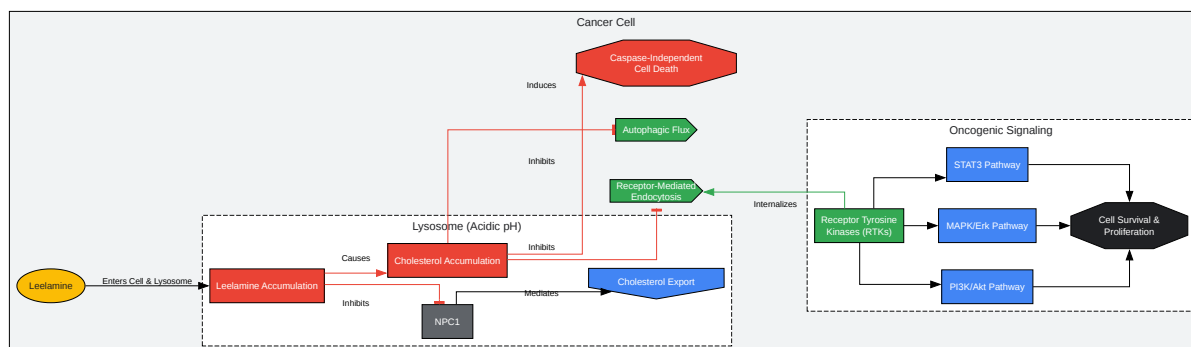 Cancer Cell
Caspase-Independent
Cell Death
Induces
Autophagic Flux
Inhibits
Receptor-Mediated
Endocytosis
Internalizes
Oncogenic Signaling
STAT3 Pathway
Receptor Tyrosine
Kinases (RTKs)
MAPK/Erk Pathway
Cell Survival &
Proliferation
PI3K/Akt Pathway
Lysosome (Acidic pH)
Inhibits
Causes
Cholesterol Accumulation
Leelamine
Enters Cell & Lysosome
Leelamine Accumulation
Cholesterol Export
Mediates
Inhibits
NPC1